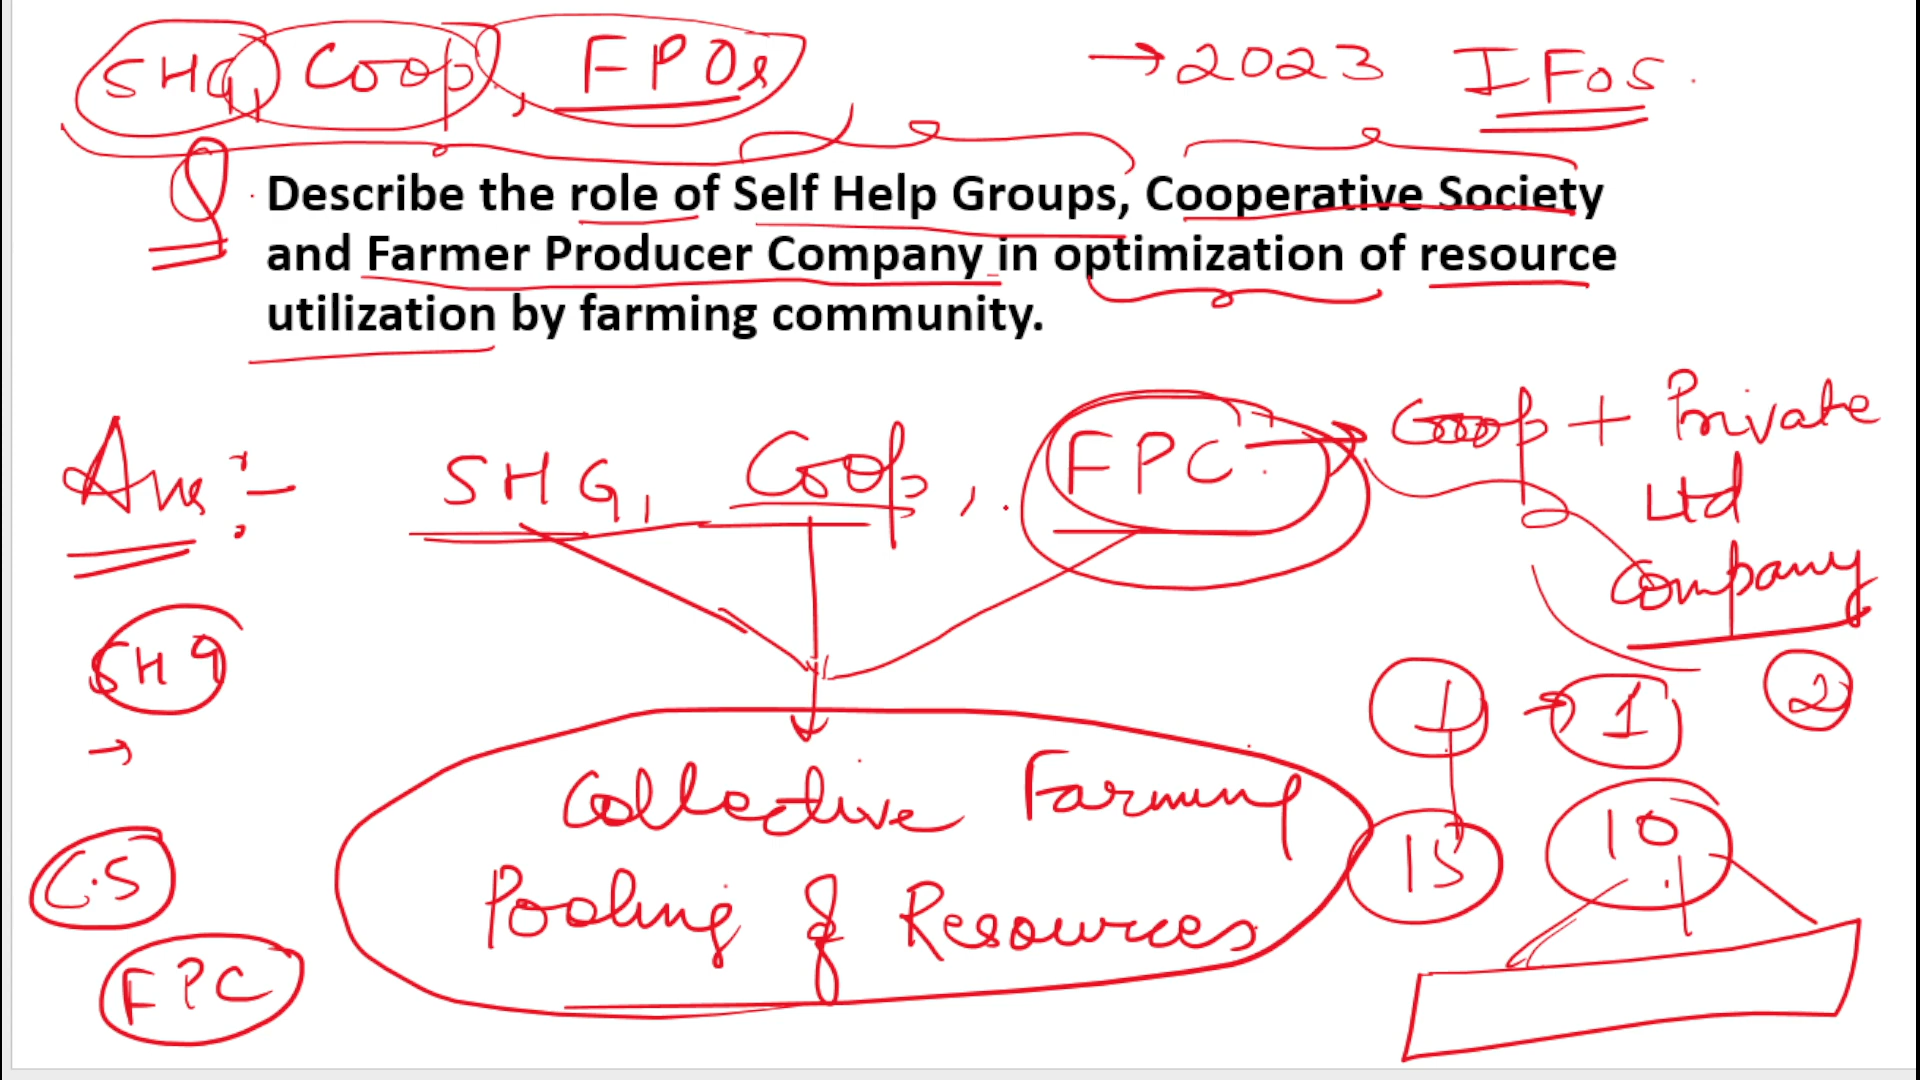 SHG, Coop, FPOs → 2023 IFoS.
Q
Describe the role of Self Help Groups, Cooperative Society
and Farmer Producer Company in optimization of resource
utilization by farming community.
Ans :- SHG, Coop, FPC → Coop + Private
Ltd
Company
SHG
→
1 → 1 2
Collective Farming
15 10
C.S
Pooling of Resources
FPC